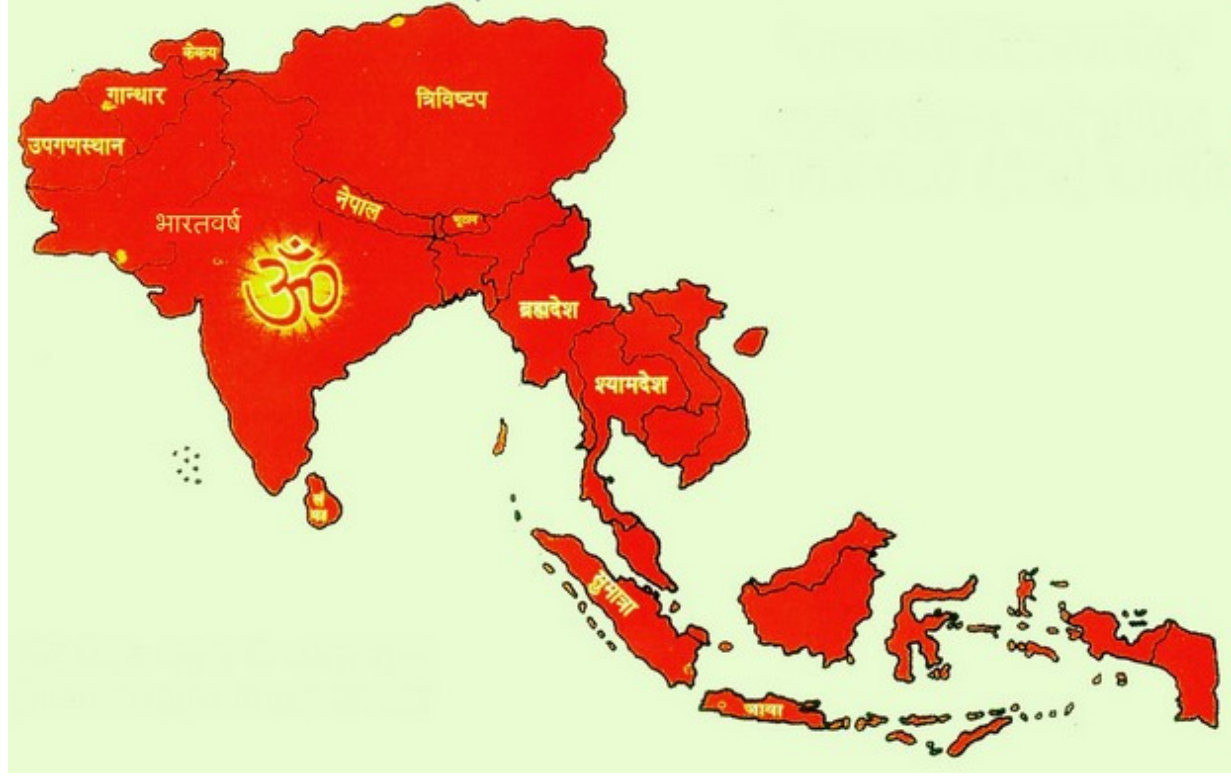 केकय
गान्धार
त्रिविष्टप
उपगणस्थान
नेपाल
भारतवर्ष
भूटान
ॐ
ब्रह्मदेश
श्यामदेश
सुमात्रा
जावा